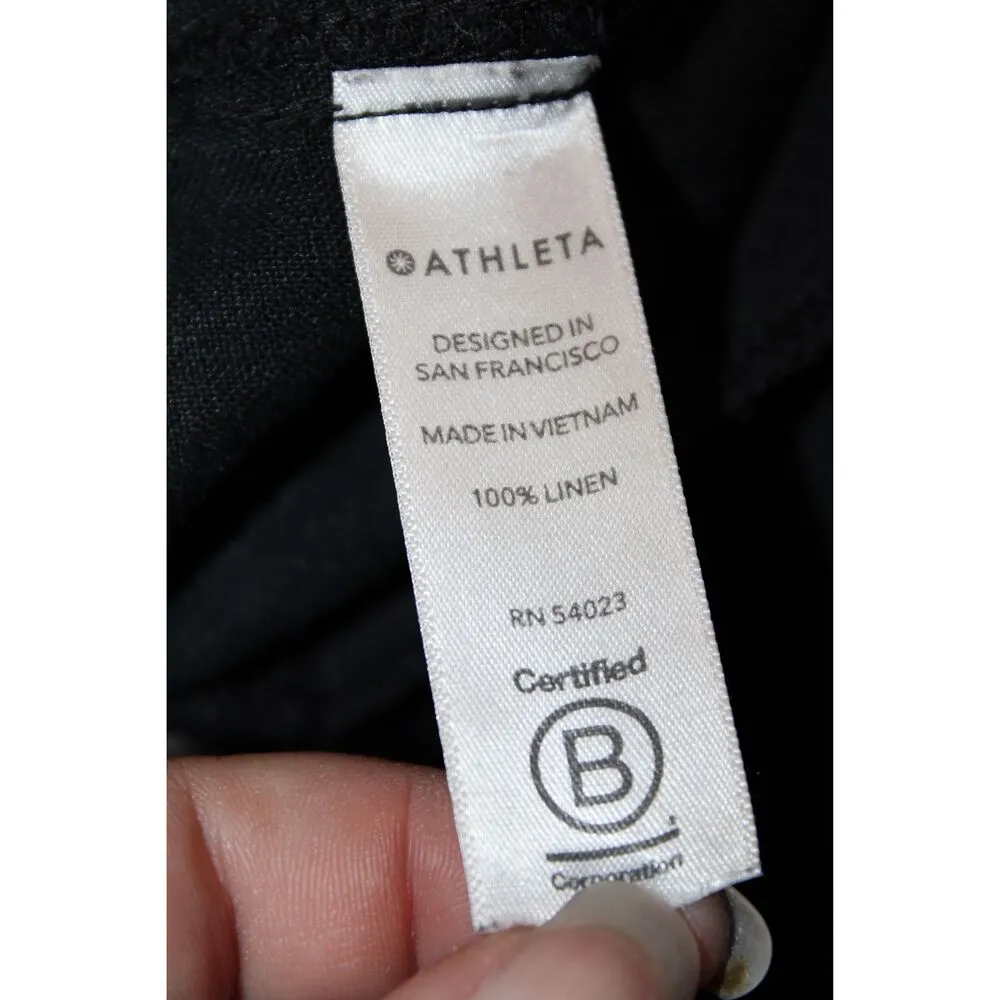 ATHLETA
DESIGNED IN
SAN FRANCISCO
MADE IN VIETNAM
100% LINEN
RN 54023
Certified
B
Corporation